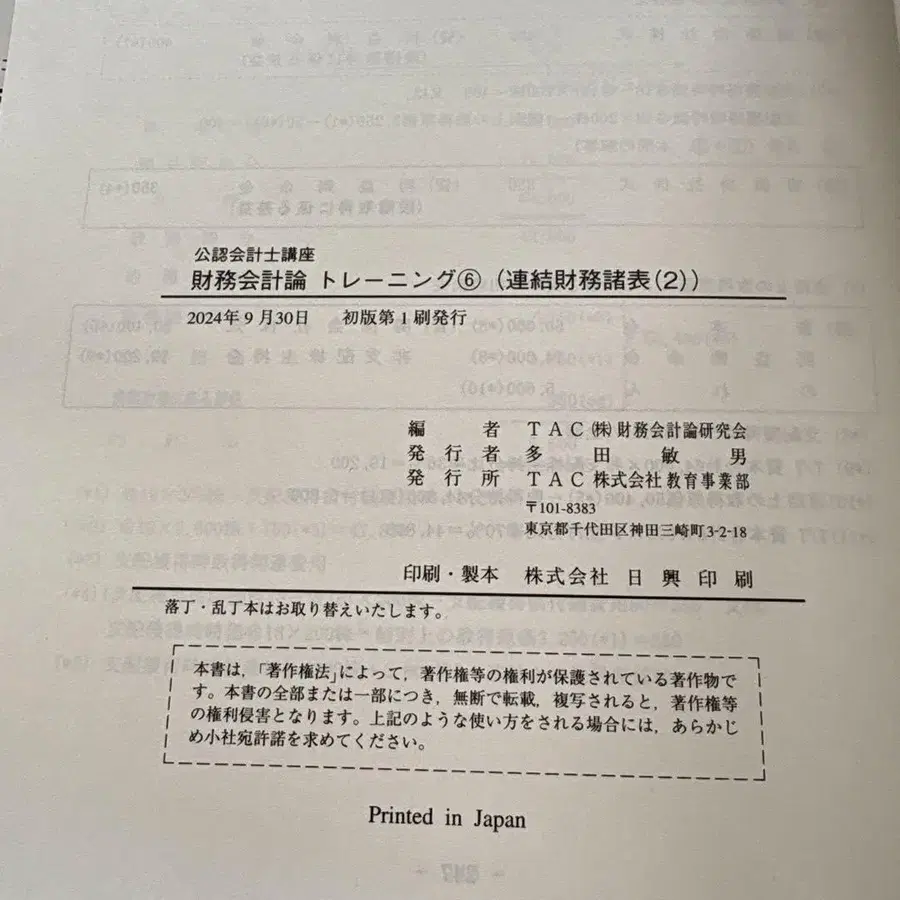 公認会計士講座
財務会計論 トレーニング⑥ (連結財務諸表(2))
2024年9月30日 初版第1刷発行
編者 TAC㈱財務会計論研究会
発行者 多田敏男
発行所 TAC株式会社教育事業部
〒101-8383
東京都千代田区神田三崎町3-2-18
印刷・製本 株式会社 日興印刷
落丁・乱丁本はお取り替えいたします。
本書は,「著作権法」によって, 著作権等の権利が保護されている著作物で
す。本書の全部または一部につき, 無断で転載, 複写されると, 著作権等
の権利侵害となります。上記のような使い方をされる場合には, あらかじ
め小社宛許諾を求めてください。
Printed in Japan